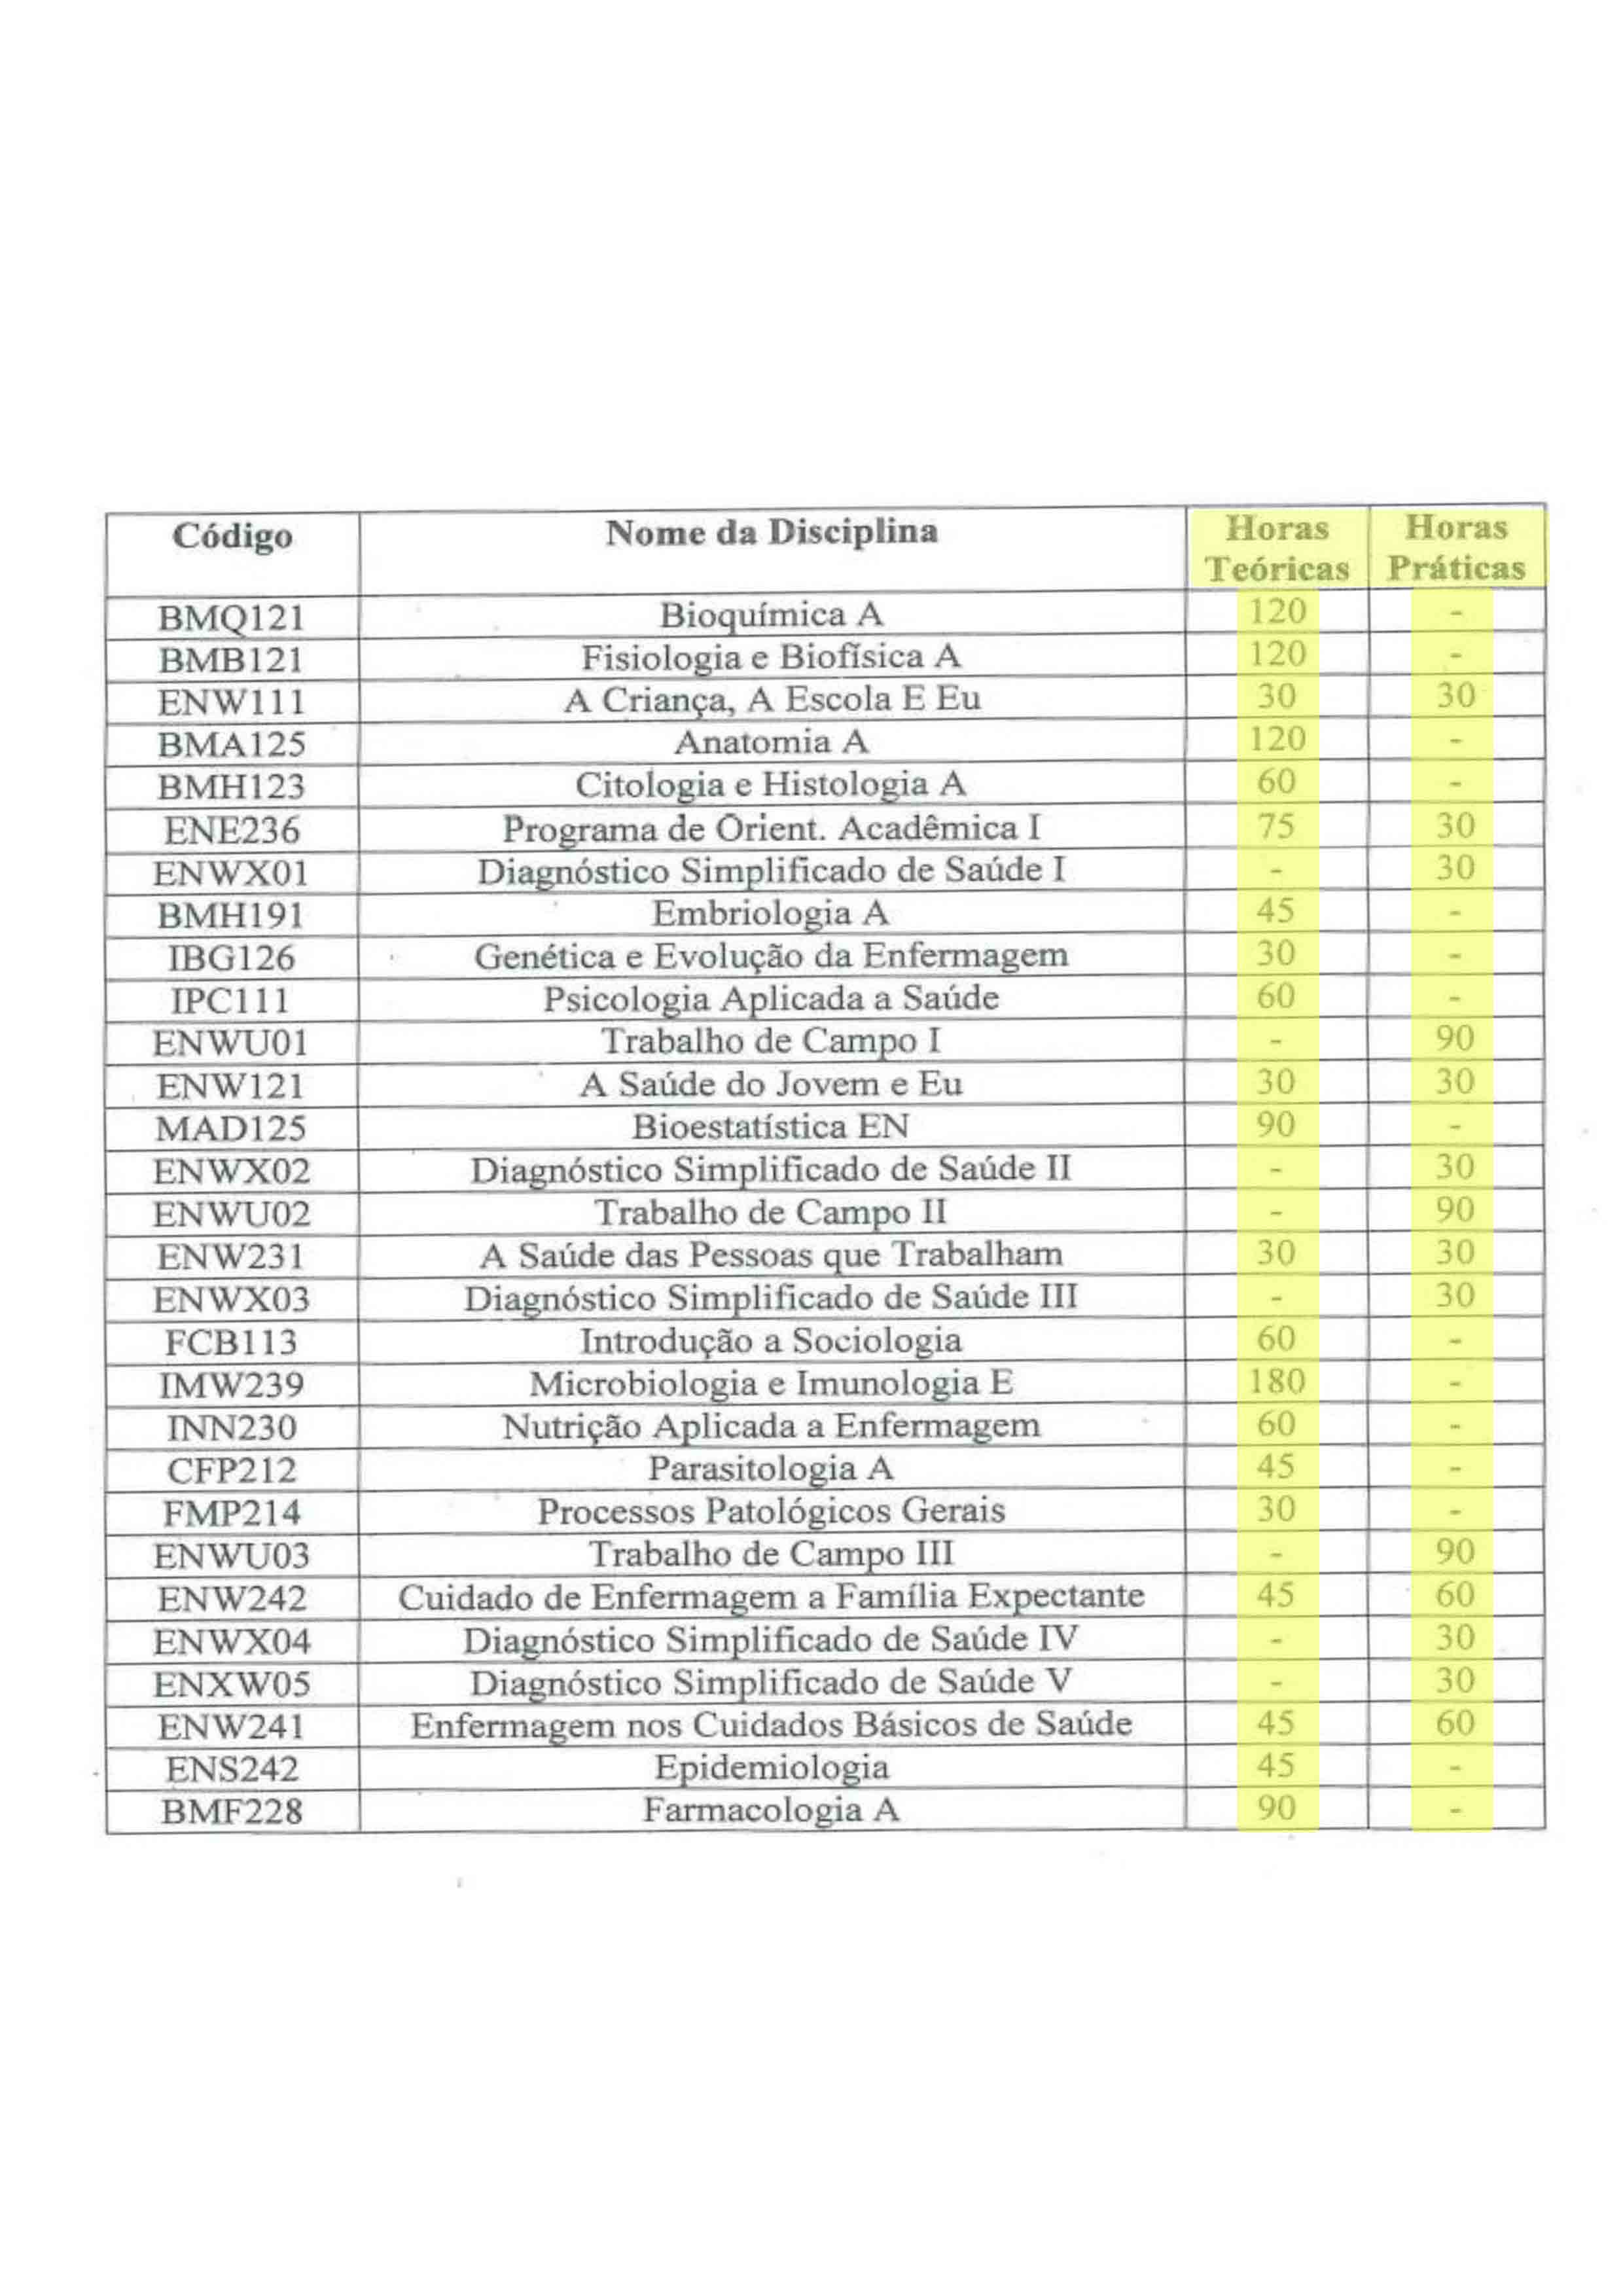 Código Nome da Disciplina Horas Teóricas Horas Práticas
BMQ121 Bioquímica A 120 -
BMB121 Fisiologia e Biofísica A 120 -
ENW111 A Criança, A Escola E Eu 30 30
BMA125 Anatomia A 120 -
BMH123 Citologia e Histologia A 60 -
ENE236 Programa de Orient. Acadêmica I 75 30
ENWX01 Diagnóstico Simplificado de Saúde I - 30
BMH191 Embriologia A 45 -
IBG126 Genética e Evolução da Enfermagem 30 -
IPC111 Psicologia Aplicada a Saúde 60 -
ENWU01 Trabalho de Campo I - 90
ENW121 A Saúde do Jovem e Eu 30 30
MAD125 Bioestatística EN 90 -
ENWX02 Diagnóstico Simplificado de Saúde II - 30
ENWU02 Trabalho de Campo II - 90
ENW231 A Saúde das Pessoas que Trabalham 30 30
ENWX03 Diagnóstico Simplificado de Saúde III - 30
FCB113 Introdução a Sociologia 60 -
IMW239 Microbiologia e Imunologia E 180 -
INN230 Nutrição Aplicada a Enfermagem 60 -
CFP212 Parasitologia A 45 -
FMP214 Processos Patológicos Gerais 30 -
ENWU03 Trabalho de Campo III - 90
ENW242 Cuidado de Enfermagem a Família Expectante 45 60
ENWX04 Diagnóstico Simplificado de Saúde IV - 30
ENXW05 Diagnóstico Simplificado de Saúde V - 30
ENW241 Enfermagem nos Cuidados Básicos de Saúde 45 60
ENS242 Epidemiologia 45 -
BMF228 Farmacologia A 90 -